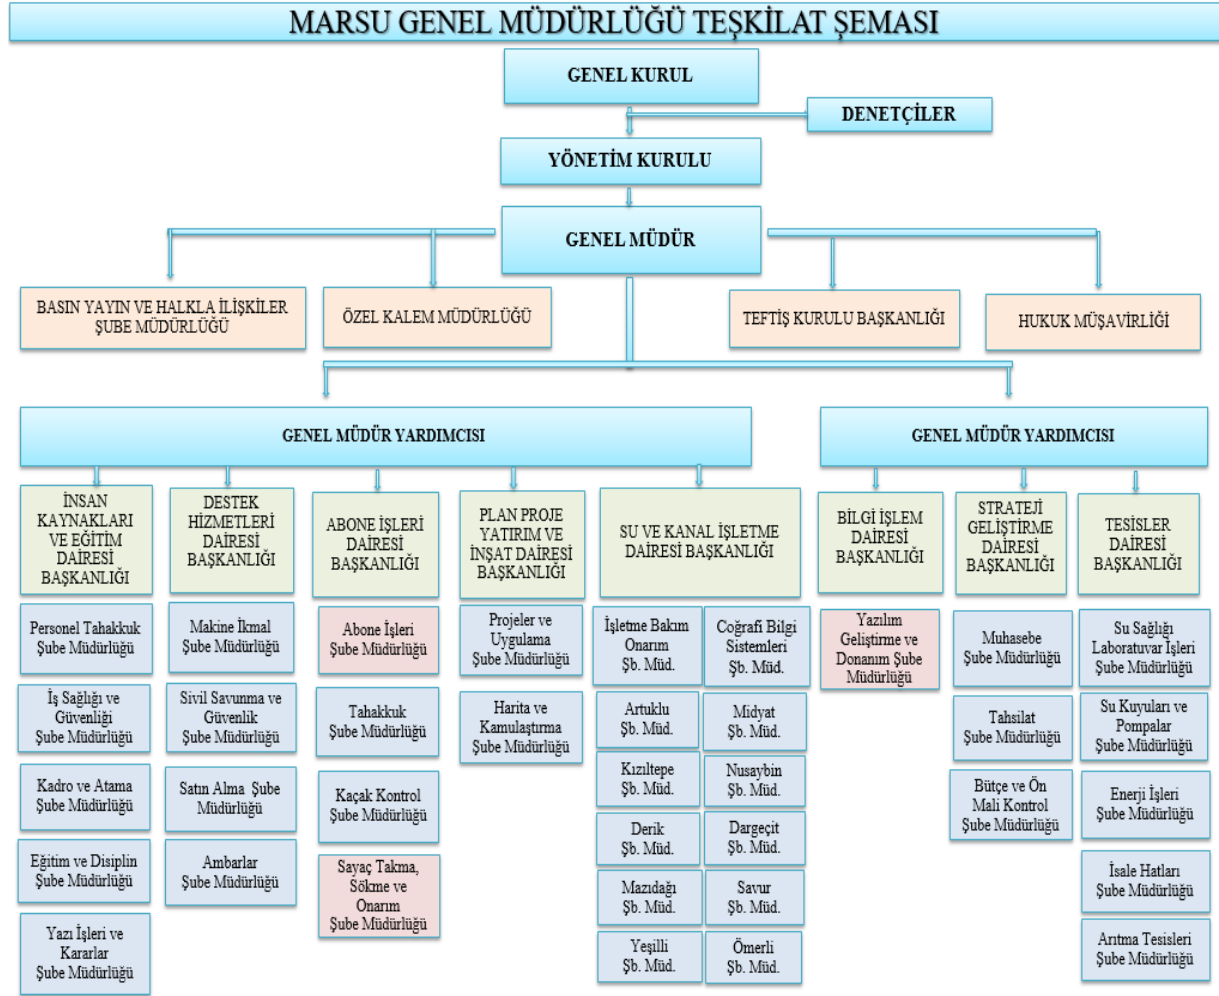 MARSU GENEL MÜDÜRLÜĞÜ TEŞKİLAT ŞEMASI
GENEL KURUL
DENETÇİLER
YÖNETİM KURULU
GENEL MÜDÜR
BASIN YAYIN VE HALKLA İLİŞKİLER
ŞUBE MÜDÜRLÜĞÜ
ÖZEL KALEM MÜDÜRLÜĞÜ
TEFTİŞ KURULU BAŞKANLIĞI
HUKUK MÜŞAVİRLİĞİ
GENEL MÜDÜR YARDIMCISI
GENEL MÜDÜR YARDIMCISI
İNSAN
KAYNAKLARI
VE EĞİTİM
DAİRESİ
BAŞKANLIĞI
DESTEK
HİZMETLERİ
DAİRESİ
BAŞKANLIĞI
ABONE İŞLERİ
DAİRESİ
BAŞKANLIĞI
PLAN PROJE
YATIRIM VE
İNŞAT DAİRESİ
BAŞKANLIĞI
SU VE KANAL İŞLETME
DAİRESİ BAŞKANLIĞI
BİLGİ İŞLEM
DAİRESİ
BAŞKANLIĞI
STRATEJİ
GELİŞTİRME
DAİRESİ
BAŞKANLIĞI
TESİSLER
DAİRESİ
BAŞKANLIĞI
Personel Tahakkuk
Şube Müdürlüğü
İş Sağlığı ve
Güvenliği
Şube Müdürlüğü
Kadro ve Atama
Şube Müdürlüğü
Eğitim ve Disiplin
Şube Müdürlüğü
Yazı İşleri ve
Kararlar
Şube Müdürlüğü
Makine İkmal
Şube Müdürlüğü
Sivil Savunma ve
Güvenlik
Şube Müdürlüğü
Satın Alma Şube
Müdürlüğü
Ambarlar
Şube Müdürlüğü
Abone İşleri
Şube Müdürlüğü
Tahakkuk
Şube Müdürlüğü
Kaçak Kontrol
Şube Müdürlüğü
Sayaç Takma,
Sökme ve
Onarım
Şube Müdürlüğü
Projeler ve
Uygulama
Şube Müdürlüğü
Harita ve
Kamulaştırma
Şube Müdürlüğü
İşletme Bakım
Onarım
Şb. Müd.
Artuklu
Şb. Müd.
Kızıltepe
Şb. Müd.
Derik
Şb. Müd.
Mazıdağı
Şb. Müd.
Yeşilli
Şb. Müd.
Coğrafi Bilgi
Sistemleri
Şb. Müd.
Midyat
Şb. Müd.
Nusaybin
Şb. Müd.
Dargeçit
Şb. Müd.
Savur
Şb. Müd.
Ömerli
Şb. Müd.
Yazılım
Geliştirme ve
Donanım Şube
Müdürlüğü
Muhasebe
Şube Müdürlüğü
Tahsilat
Şube Müdürlüğü
Bütçe ve Ön
Mali Kontrol
Şube Müdürlüğü
Su Sağlığı
Laboratuvar İşleri
Şube Müdürlüğü
Su Kuyuları ve
Pompalar
Şube Müdürlüğü
Enerji İşleri
Şube Müdürlüğü
İsale Hatları
Şube Müdürlüğü
Arıtma Tesisleri
Şube Müdürlüğü